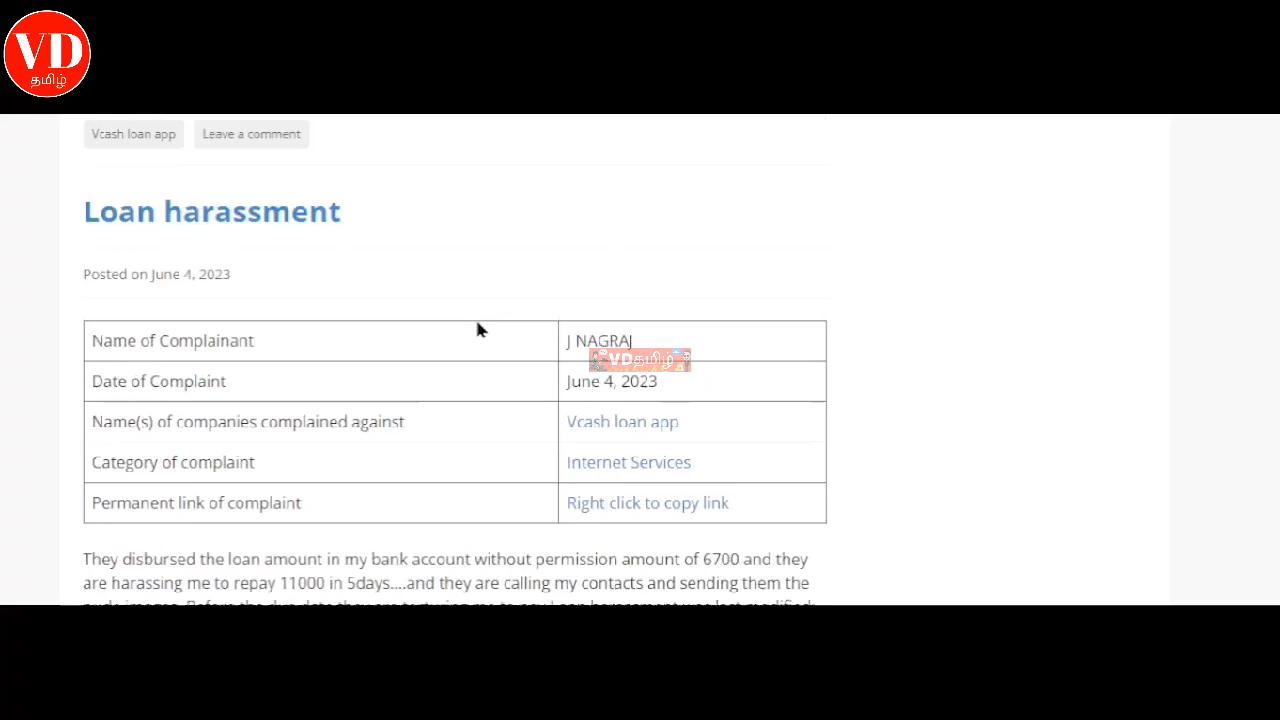 VD
தமிழ்
Vcash loan app Leave a comment
Loan harassment
Posted on June 4, 2023
Name of Complainant J NAGRAJ
VDதமிழ்
Date of Complaint June 4, 2023
Name(s) of companies complained against Vcash loan app
Category of complaint Internet Services
Permanent link of complaint Right click to copy link
They disbursed the loan amount in my bank account without permission amount of 6700 and they
are harassing me to repay 11000 in 5days....and they are calling my contacts and sending them the